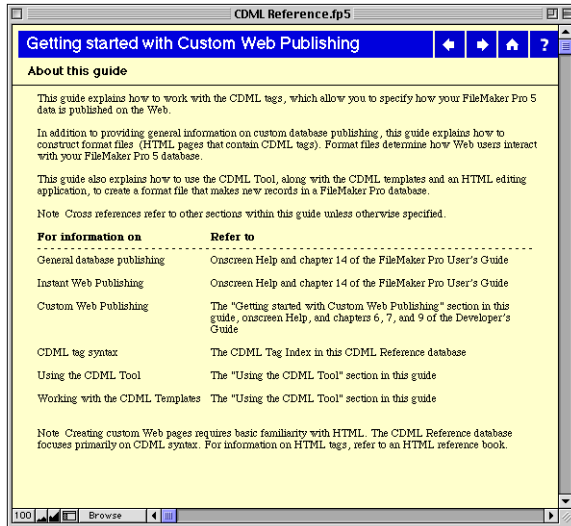 CDML Reference.fp5
Getting started with Custom Web Publishing
?
About this guide
This guide explains how to work with the CDML tags, which allow you to specify how your FileMaker Pro 5
data is published on the Web.
In addition to providing general information on custom database publishing, this guide explains how to
construct format files (HTML pages that contain CDML tags). Format files determine how Web users interact
with your FileMaker Pro 5 database.
This guide also explains how to use the CDML Tool, along with the CDML templates and an HTML editing
application, to create a format file that makes new records in a FileMaker Pro database.
Note Cross references refer to other sections within this guide unless otherwise specified.
For information on Refer to
General database publishing Onscreen Help and chapter 14 of the FileMaker Pro User's Guide
Instant Web Publishing Onscreen Help and chapter 14 of the FileMaker Pro User's Guide
Custom Web Publishing The "Getting started with Custom Web Publishing" section in this
guide, onscreen Help, and chapters 6, 7, and 9 of the Developer's
Guide
CDML tag syntax The CDML Tag Index in this CDML Reference database
Using the CDML Tool The "Using the CDML Tool" section in this guide
Working with the CDML Templates The "Using the CDML Tool" section in this guide
Note Creating custom Web pages requires basic familiarity with HTML. The CDML Reference database
focuses primarily on CDML syntax. For information on HTML tags, refer to an HTML reference book.
100 Browse